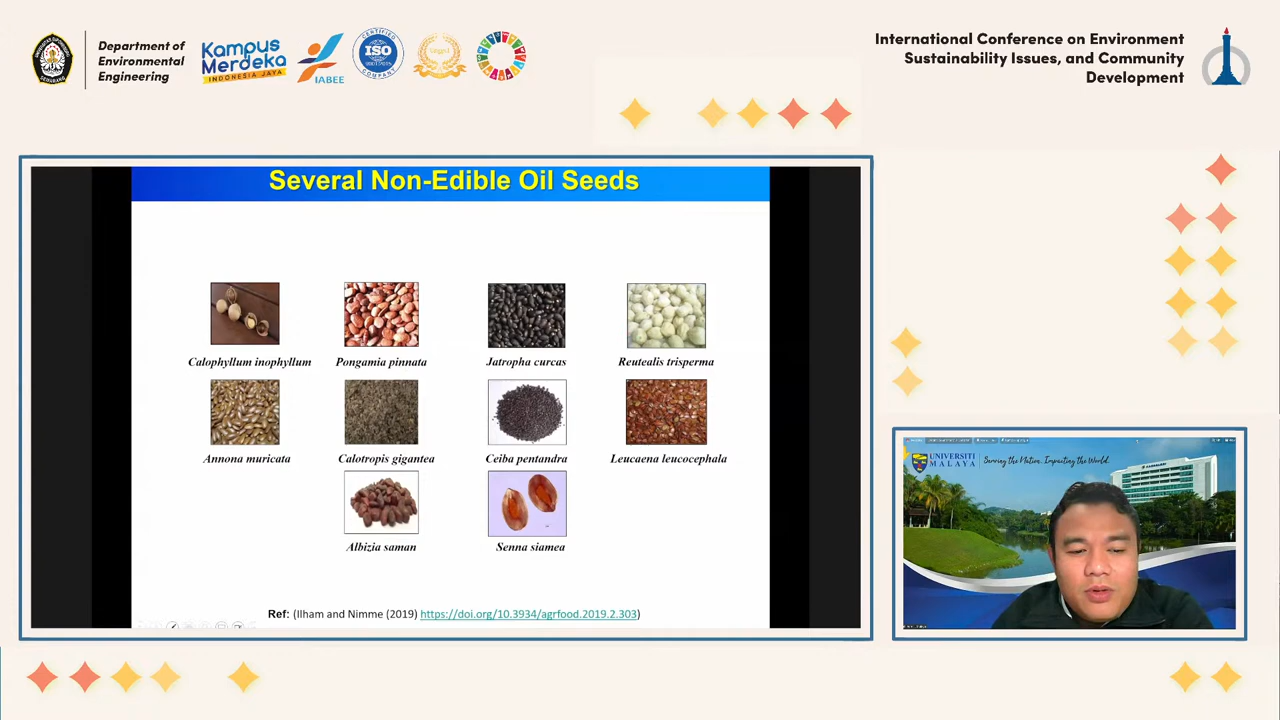 Department of
Environmental
Engineering
Kampus
Merdeka
INDONESIA JAYA
IABEE
CERTIFIED
ISO
COMPANY
International Conference on Environment
Sustainability Issues, and Community
Development
Several Non-Edible Oil Seeds
Calophyllum inophyllum
Pongamia pinnata
Jatropha curcas
Reutealis trisperma
Annona muricata
Calotropis gigantea
Ceiba pentandra
Leucaena leucocephala
Albizia saman
Senna siamea
Ref: (Ilham and Nimme (2019) https://doi.org/10.3934/agrfood.2019.2.303)
UNIVERSITI
MALAYA
Serving the Nation. Impacting the World.